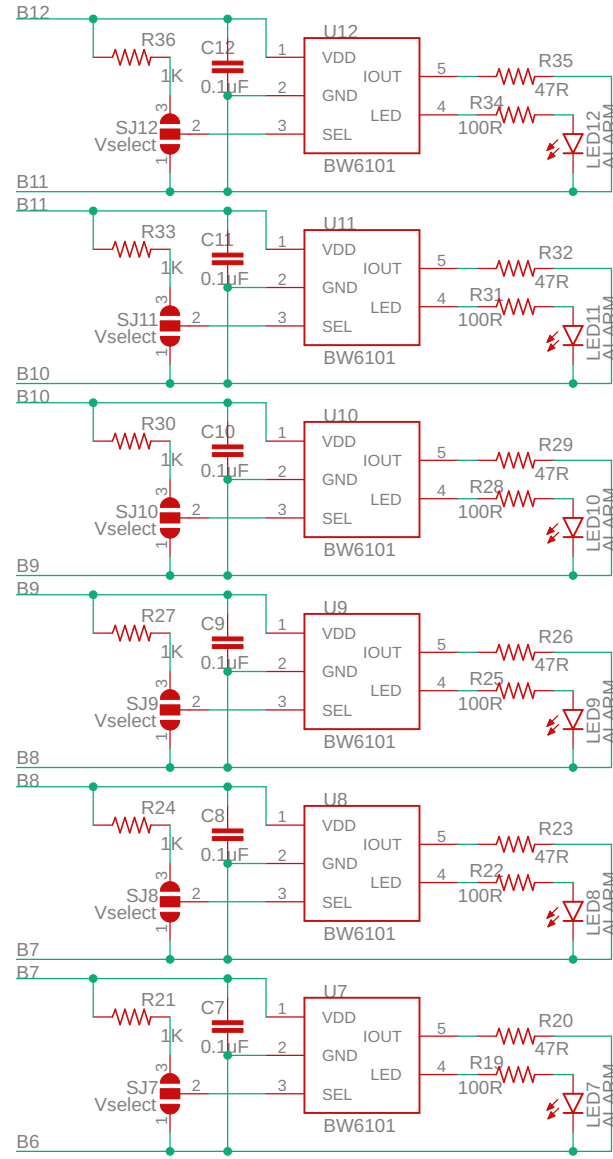 B12
R36
1K
C12
0.1uF
3
SJ12
Vselect
2
1
U12
1
VDD
2
GND
3
SEL
IOUT
5
LED
4
BW6101
R35
47R
R34
100R
LED12
ALARM
B11
B11
R33
1K
C11
0.1uF
3
SJ11
Vselect
2
1
U11
1
VDD
2
GND
3
SEL
IOUT
5
LED
4
BW6101
R32
47R
R31
100R
LED11
ALARM
B10
B10
R30
1K
C10
0.1uF
3
SJ10
Vselect
2
1
U10
1
VDD
2
GND
3
SEL
IOUT
5
LED
4
BW6101
R29
47R
R28
100R
LED10
ALARM
B9
B9
R27
1K
C9
0.1uF
3
SJ9
Vselect
2
1
U9
1
VDD
2
GND
3
SEL
IOUT
5
LED
4
BW6101
R26
47R
R25
100R
LED9
ALARM
B8
B8
R24
1K
C8
0.1uF
3
SJ8
Vselect
2
1
U8
1
VDD
2
GND
3
SEL
IOUT
5
LED
4
BW6101
R23
47R
R22
100R
LED8
ALARM
B7
B7
R21
1K
C7
0.1uF
3
SJ7
Vselect
2
1
U7
1
VDD
2
GND
3
SEL
IOUT
5
LED
4
BW6101
R20
47R
R19
100R
LED7
ALARM
B6